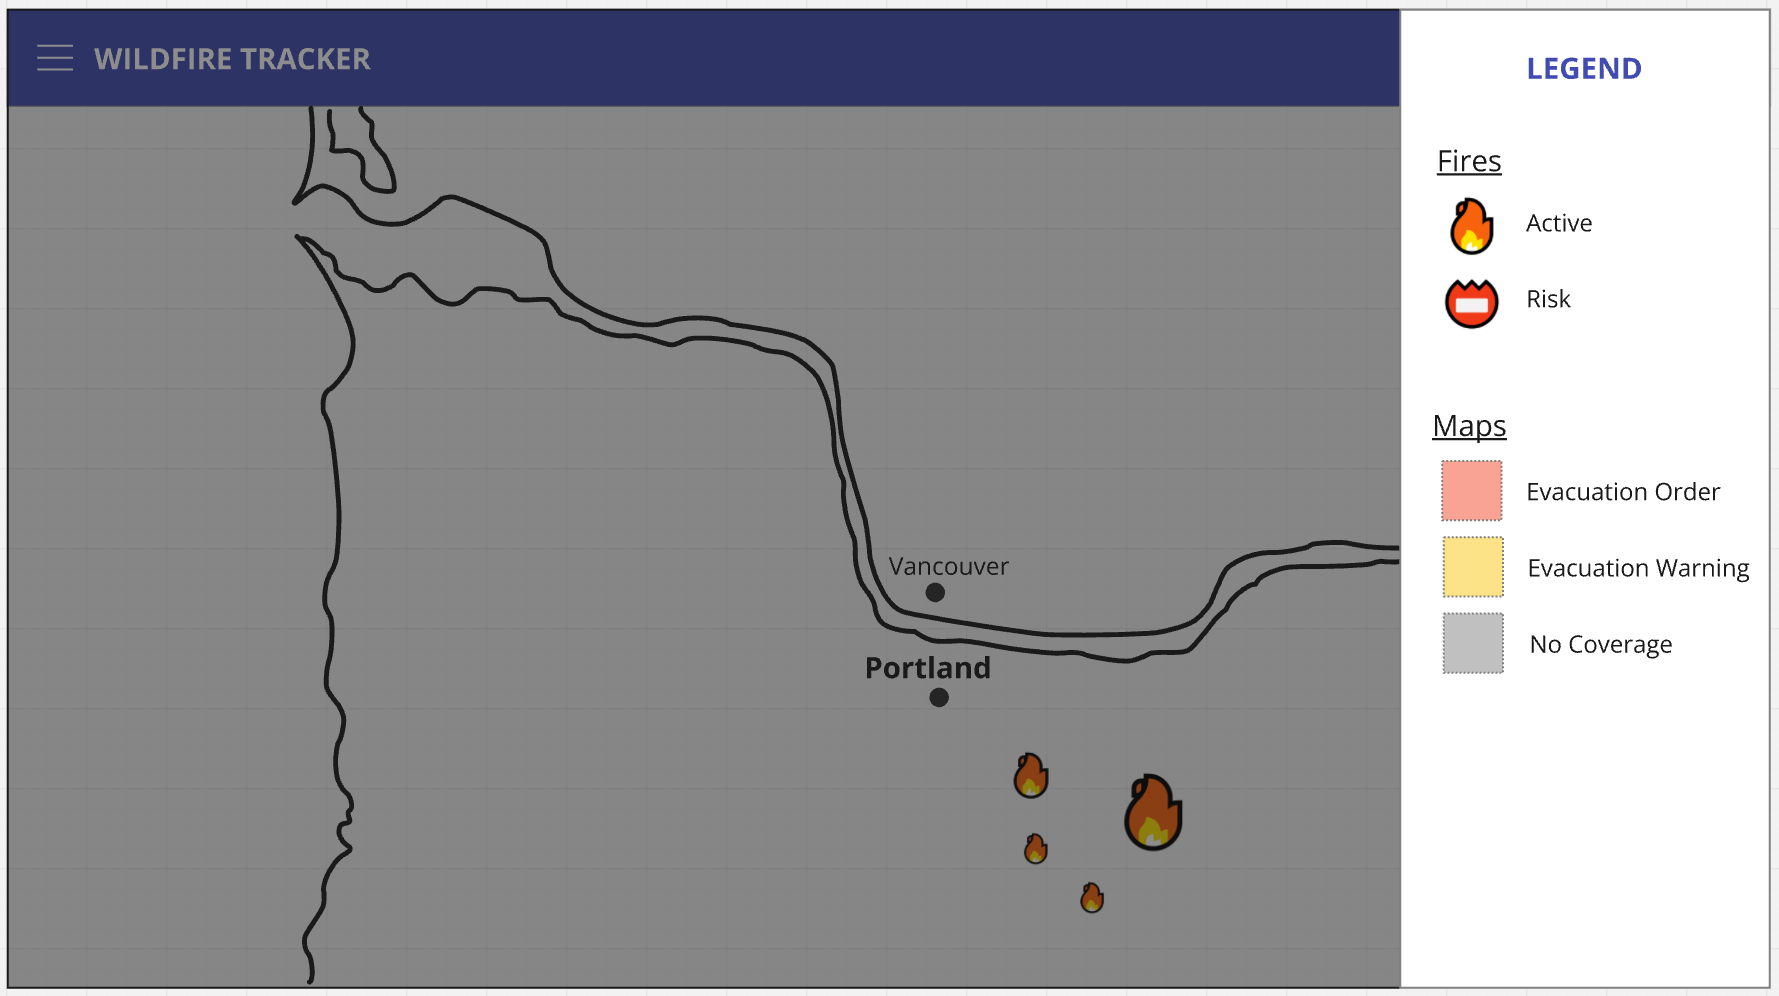 WILDFIRE TRACKER
LEGEND
Fires
Active
Risk
Maps
Evacuation Order
Evacuation Warning
No Coverage
Vancouver
Portland